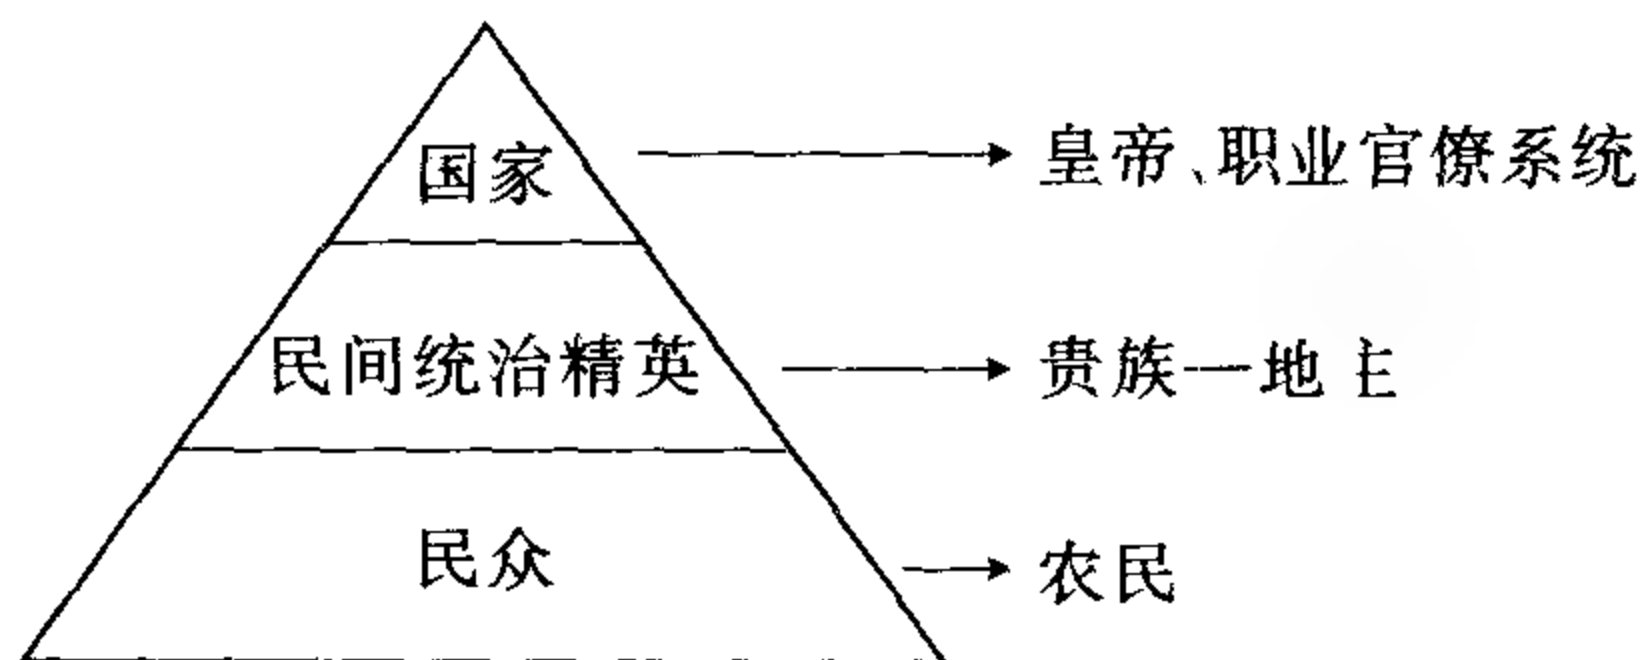 国家 皇帝、职业官僚系统
民间统治精英 贵族—地主
民众 农民